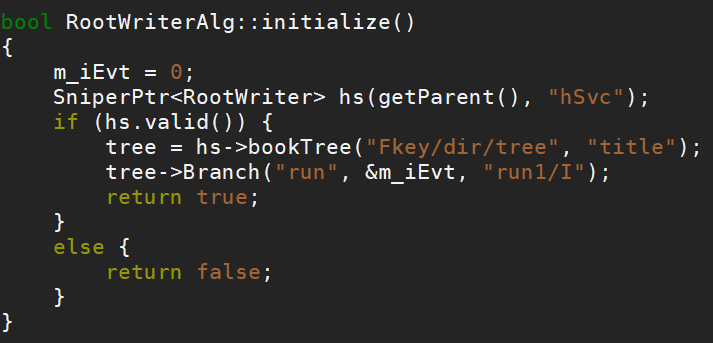 bool RootWriterAlg::initialize()
{
    m_iEvt = 0;
    SniperPtr<RootWriter> hs(getParent(), "hSvc");
    if (hs.valid()) {
        tree = hs->bookTree("Fkey/dir/tree", "title");
        tree->Branch("run", &m_iEvt, "run1/I");
        return true;
    }
    else {
        return false;
    }
}